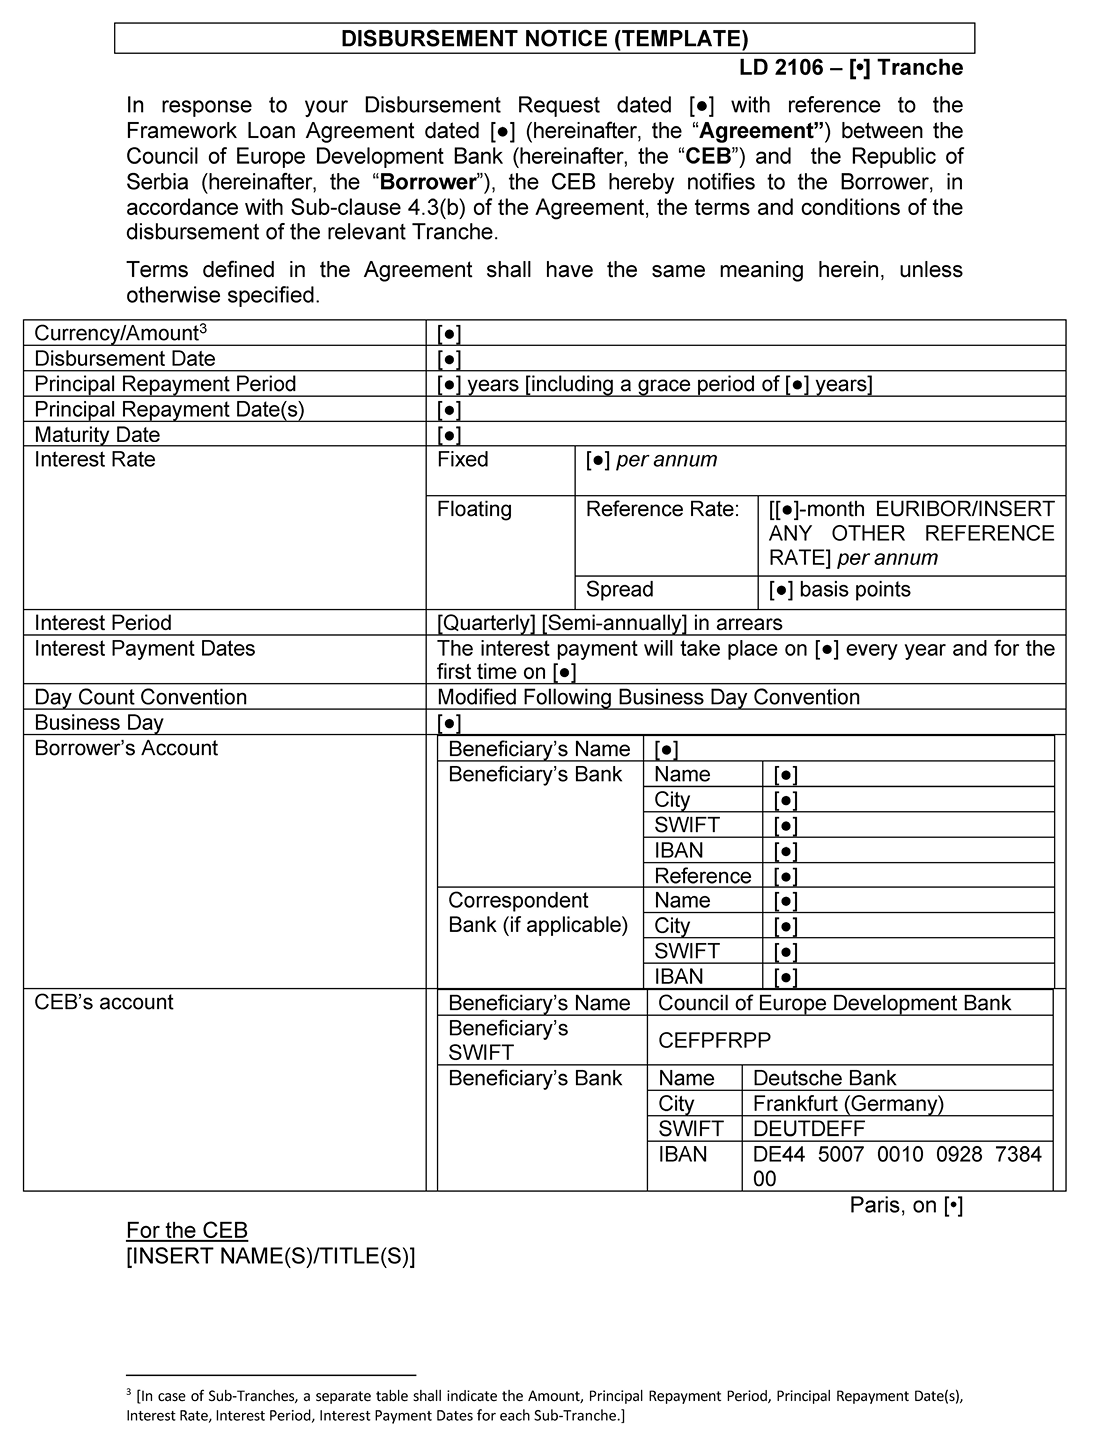 DISBURSEMENT NOTICE (TEMPLATE)
LD 2106 – [•] Tranche
In response to your Disbursement Request dated [●] with reference to the
Framework Loan Agreement dated [●] (hereinafter, the “Agreement”) between the
Council of Europe Development Bank (hereinafter, the “CEB”) and the Republic of
Serbia (hereinafter, the “Borrower”), the CEB hereby notifies to the Borrower, in
accordance with Sub-clause 4.3(b) of the Agreement, the terms and conditions of the
disbursement of the relevant Tranche.
Terms defined in the Agreement shall have the same meaning herein, unless
otherwise specified.
Currency/Amount³ [●]
Disbursement Date [●]
Principal Repayment Period [●] years [including a grace period of [●] years]
Principal Repayment Date(s) [●]
Maturity Date [●]
Interest Rate Fixed [●] per annum
Floating Reference Rate: [[●]-month EURIBOR/INSERT
ANY OTHER REFERENCE
RATE] per annum
Spread [●] basis points
Interest Period [Quarterly] [Semi-annually] in arrears
Interest Payment Dates The interest payment will take place on [●] every year and for the
first time on [●]
Day Count Convention Modified Following Business Day Convention
Business Day [●]
Borrower’s Account Beneficiary’s Name [●]
Beneficiary’s Bank Name [●]
City [●]
SWIFT [●]
IBAN [●]
Reference [●]
Correspondent Name [●]
Bank (if applicable) City [●]
SWIFT [●]
IBAN [●]
CEB’s account Beneficiary’s Name Council of Europe Development Bank
Beneficiary’s
SWIFT CEFPFRPP
Beneficiary’s Bank Name Deutsche Bank
City Frankfurt (Germany)
SWIFT DEUTDEFF
IBAN DE44 5007 0010 0928 7384
00
Paris, on [•]
For the CEB
[INSERT NAME(S)/TITLE(S)]
³ [In case of Sub-Tranches, a separate table shall indicate the Amount, Principal Repayment Period, Principal Repayment Date(s),
Interest Rate, Interest Period, Interest Payment Dates for each Sub-Tranche.]